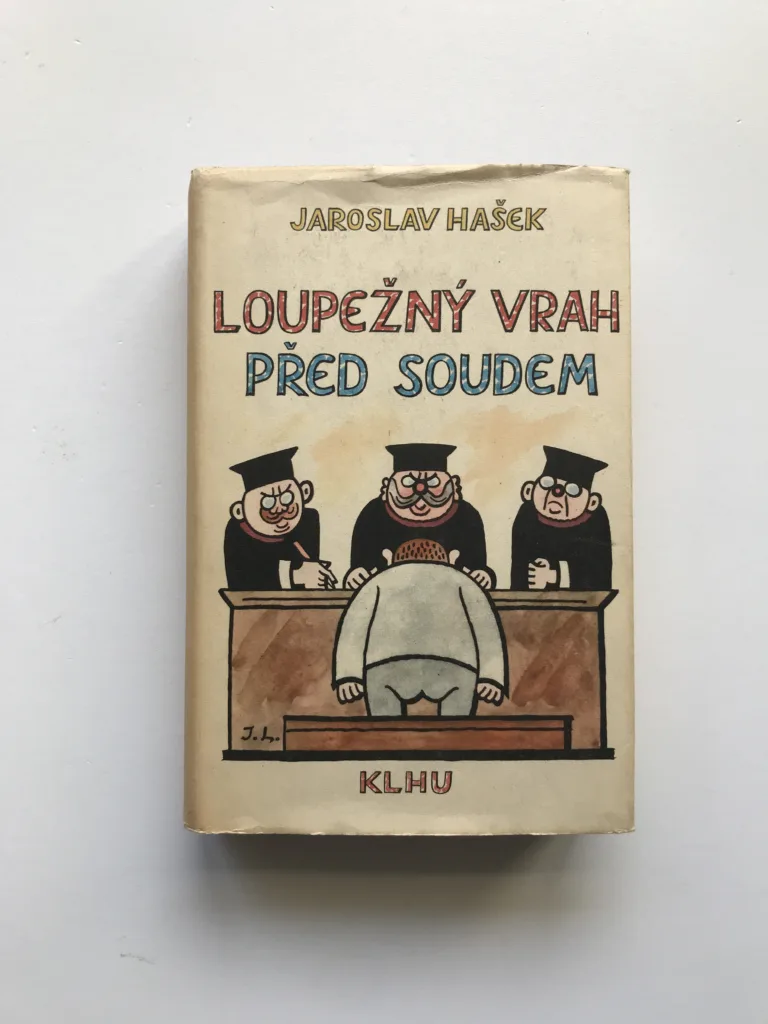 JAROSLAV HAŠEK
LOUPEŽNÝ VRAH
PŘED SOUDEM
J.L.
KLHU